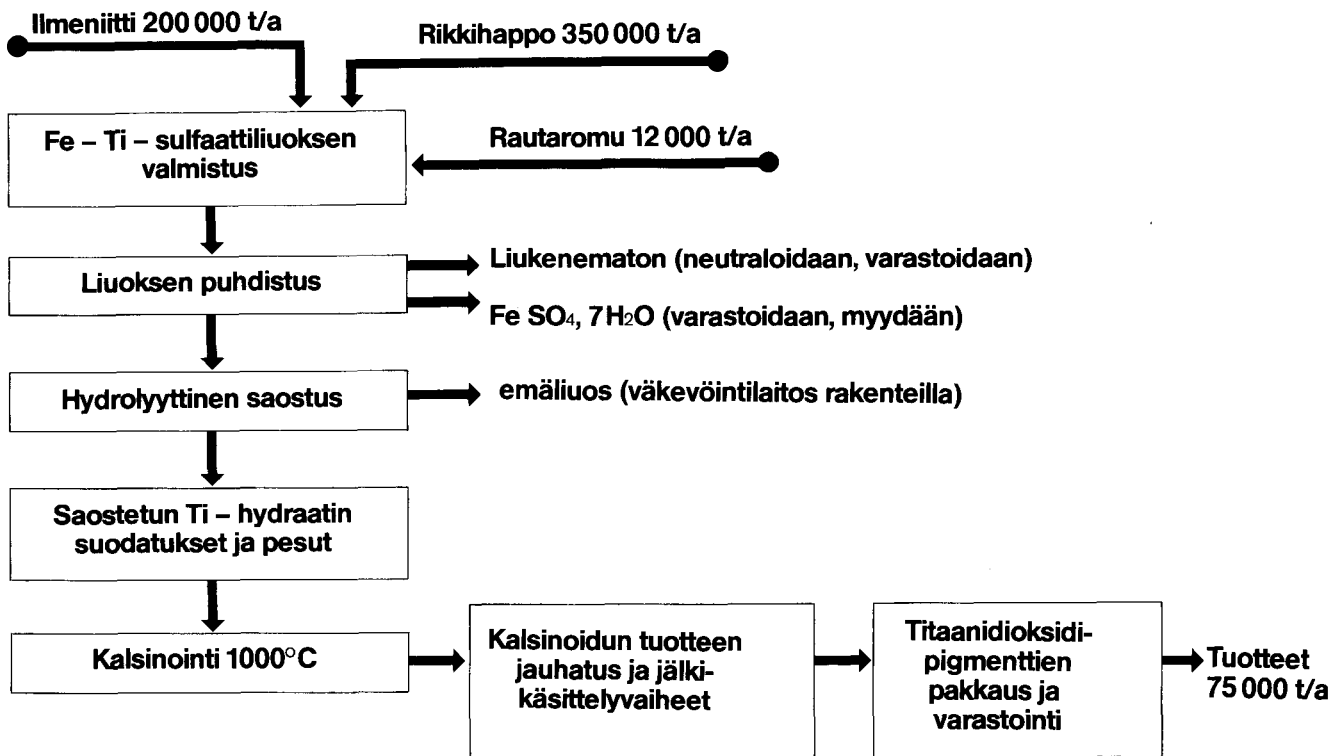 Ilmeniitti 200 000 t/a
Rikkihappo 350 000 t/a
Fe – Ti – sulfaattiliuoksen
valmistus
Rautaromu 12 000 t/a
Liuoksen puhdistus
Liukenematon (neutraloidaan, varastoidaan)
Fe SO₄, 7H₂O (varastoidaan, myydään)
Hydrolyyttinen saostus
emäliuos (väkevöintilaitos rakenteilla)
Saostetun Ti – hydraatin
suodatukset ja pesut
Kalsinointi 1000°C
Kalsinoidun tuotteen
jauhatus ja jälki-
käsittelyvaiheet
Titaanidioksidi-
pigmenttien
pakkaus ja
varastointi
Tuotteet
75 000 t/a